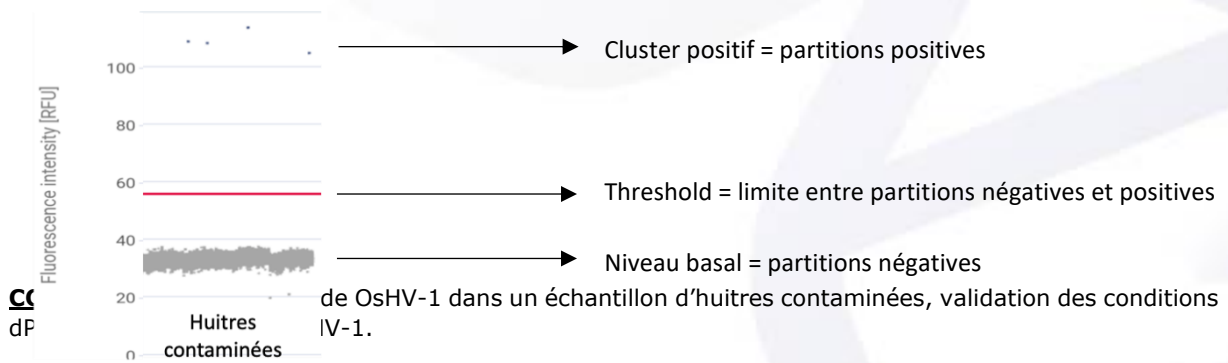 Cluster positif = partitions positives
100
Fluorescence intensity [RFU]
80
60
Threshold = limite entre partitions négatives et positives
40
Niveau basal = partitions négatives
20
de OsHV-1 dans un échantillon d’huitres contaminées, validation des conditions
Huitres
V-1.
contaminées
0